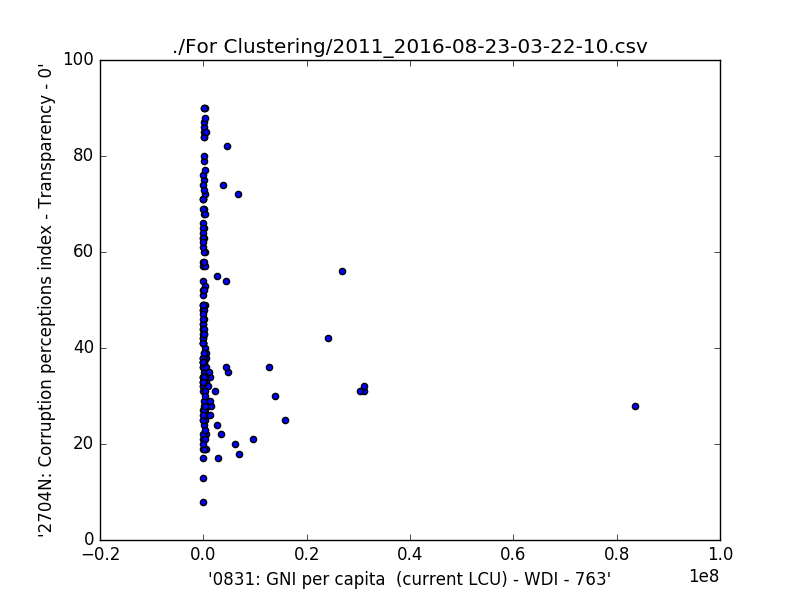 ./For Clustering/2011_2016-08-23-03-22-10.csv
100
80
60
40
20
0
'2704N: Corruption perceptions index - Transparency - 0'
−0.2 0.0 0.2 0.4 0.6 0.8 1.0
1e8
'0831: GNI per capita  (current LCU) - WDI - 763'